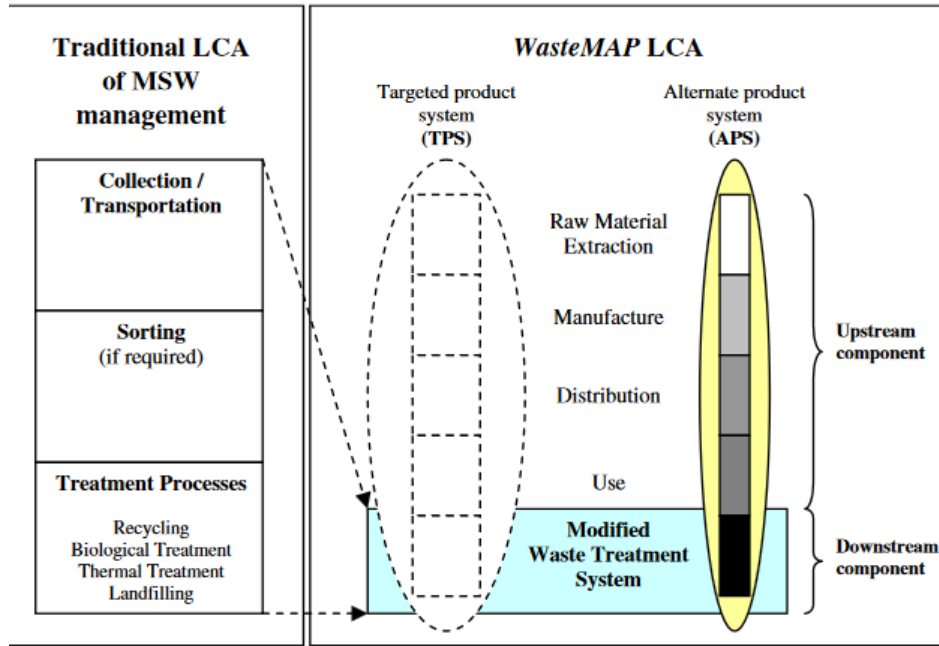 Traditional LCA
of MSW
management
Collection /
Transportation
Sorting
(if required)
Treatment Processes
Recycling
Biological Treatment
Thermal Treatment
Landfilling
WasteMAP LCA
Targeted product
system
(TPS)
Alternate product
system
(APS)
Raw Material
Extraction
Manufacture
Distribution
Use
Modified
Waste Treatment
System
Upstream
component
Downstream
component